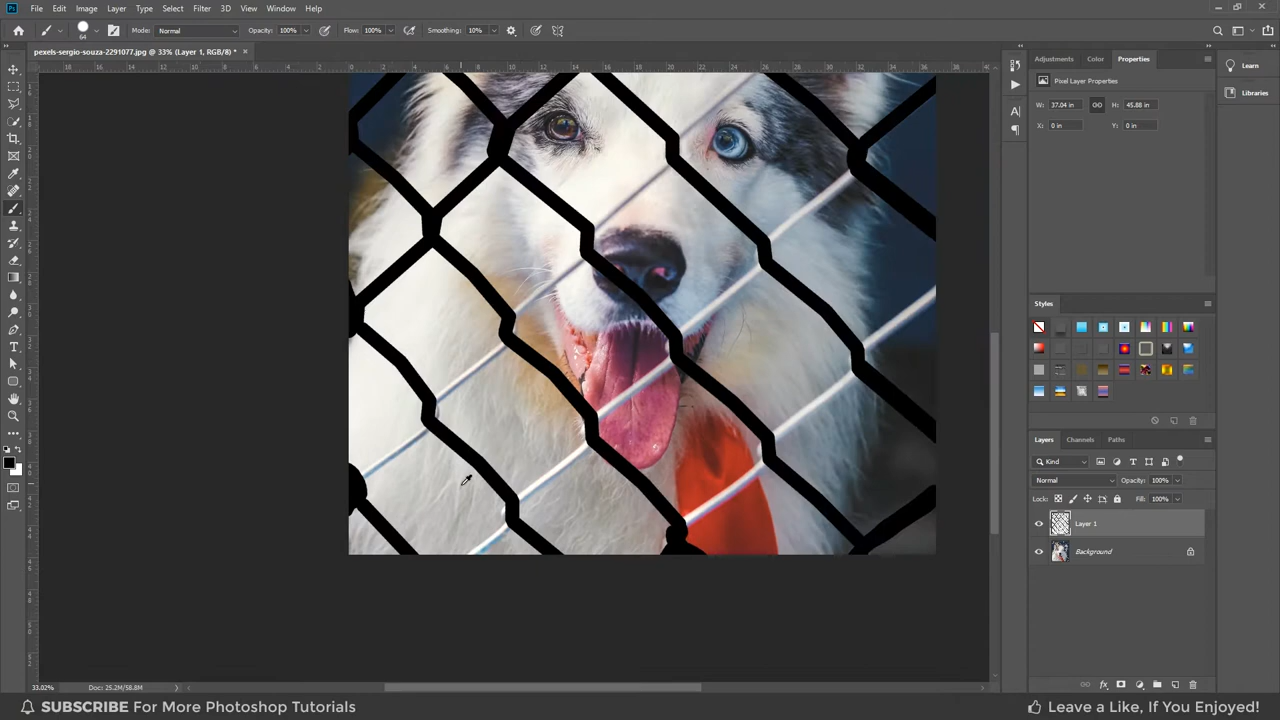 File Edit Image Layer Type Select Filter 3D View Window Help
64 Mode: Normal Opacity: 100% Flow: 100% Smoothing: 10%
pexels-sergio-souza-2291077.jpg @ 33% (Layer 1, RGB/8) *
Adjustments Color Properties
Learn
Libraries
Pixel Layer Properties
W: 37.04 in H: 45.88 in
X: 0 in Y: 0 in
Styles
Layers Channels Paths
Kind
Normal Opacity: 100%
Lock: Fill: 100%
Layer 1
Background
33.02% Doc: 25.2M/58.8M
SUBSCRIBE For More Photoshop Tutorials
Leave a Like, If You Enjoyed!